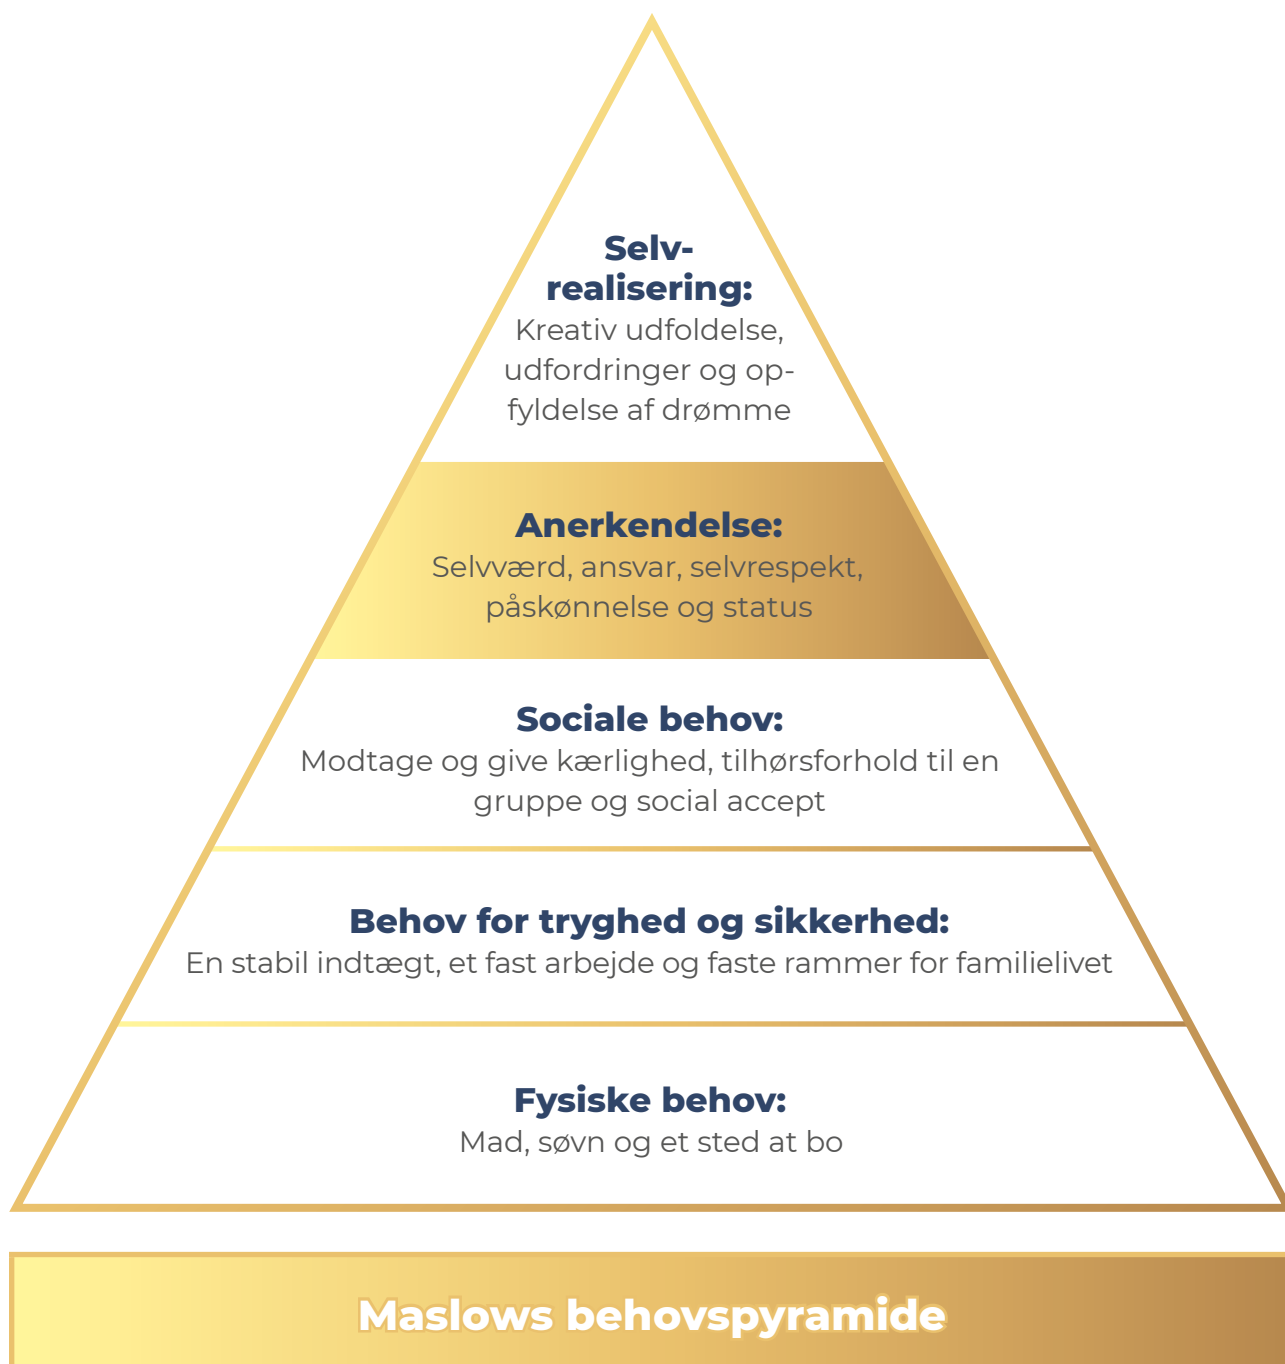 Selv-
realisering:
Kreativ udfoldelse,
udfordringer og op-
fyldelse af drømme
Anerkendelse:
Selvværd, ansvar, selvrespekt,
påskønnelse og status
Sociale behov:
Modtage og give kærlighed, tilhørsforhold til en
gruppe og social accept
Behov for tryghed og sikkerhed:
En stabil indtægt, et fast arbejde og faste rammer for familielivet
Fysiske behov:
Mad, søvn og et sted at bo
Maslows behovspyramide